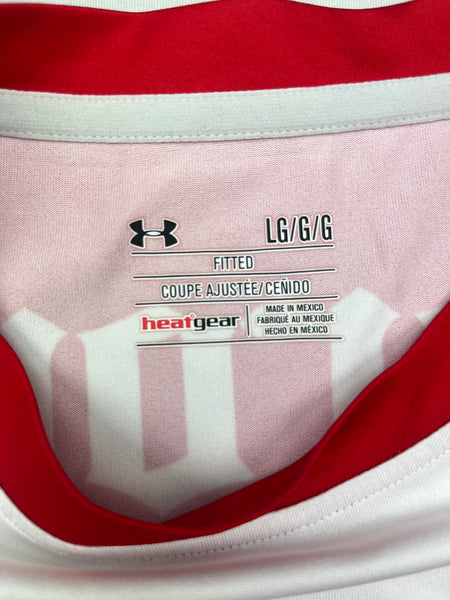 LG/G/G
FITTED
COUPE AJUSTÉE/CEÑIDO
heatgear
MADE IN MEXICO
FABRIQUÉ AU MEXIQUE
HECHO EN MÉXICO